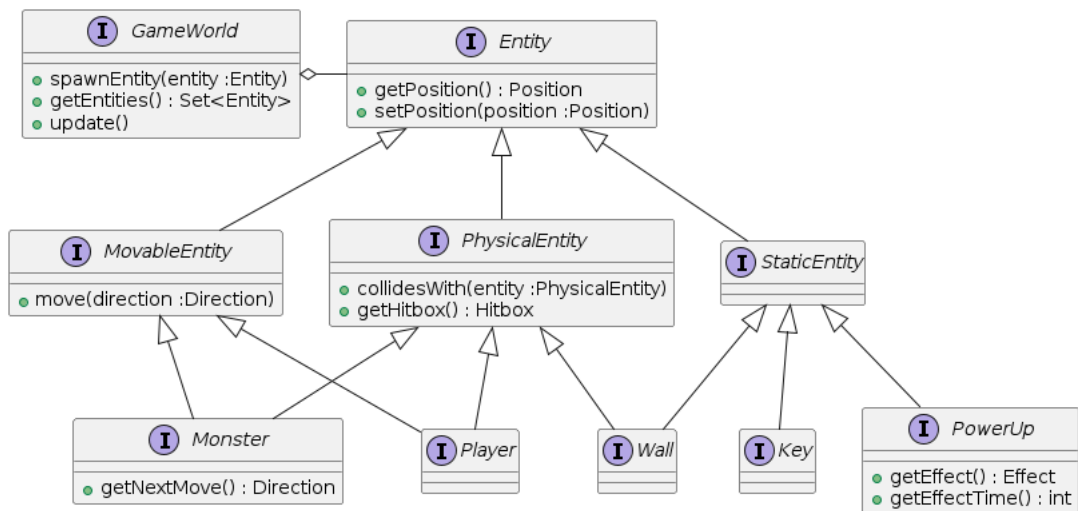 I GameWorld
spawnEntity(entity :Entity)
getEntities() : Set<Entity>
update()
I Entity
getPosition() : Position
setPosition(position :Position)
I MovableEntity
move(direction :Direction)
I PhysicalEntity
collidesWith(entity :PhysicalEntity)
getHitbox() : Hitbox
I StaticEntity
I Monster
getNextMove() : Direction
I Player
I Wall
I Key
I PowerUp
getEffect() : Effect
getEffectTime() : int